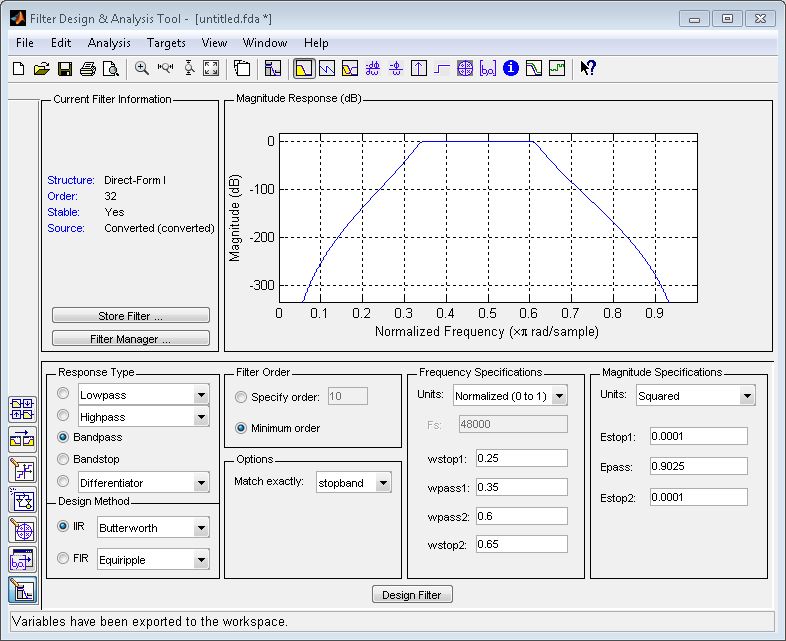 Filter Design & Analysis Tool - [untitled.fda *]
File Edit Analysis Targets View Window Help
Current Filter Information
Structure: Direct-Form I
Order: 32
Stable: Yes
Source: Converted (converted)
Store Filter ...
Filter Manager ...
Magnitude Response (dB)
Magnitude (dB)
0
-100
-200
-300
0 0.1 0.2 0.3 0.4 0.5 0.6 0.7 0.8 0.9
Normalized Frequency (×π rad/sample)
Response Type
Lowpass
Highpass
Bandpass
Bandstop
Differentiator
Design Method
IIR Butterworth
FIR Equiripple
Filter Order
Specify order: 10
Minimum order
Options
Match exactly: stopband
Frequency Specifications
Units: Normalized (0 to 1)
Fs: 48000
wstop1: 0.25
wpass1: 0.35
wpass2: 0.6
wstop2: 0.65
Magnitude Specifications
Units: Squared
Estop1: 0.0001
Epass: 0.9025
Estop2: 0.0001
Design Filter
Variables have been exported to the workspace.